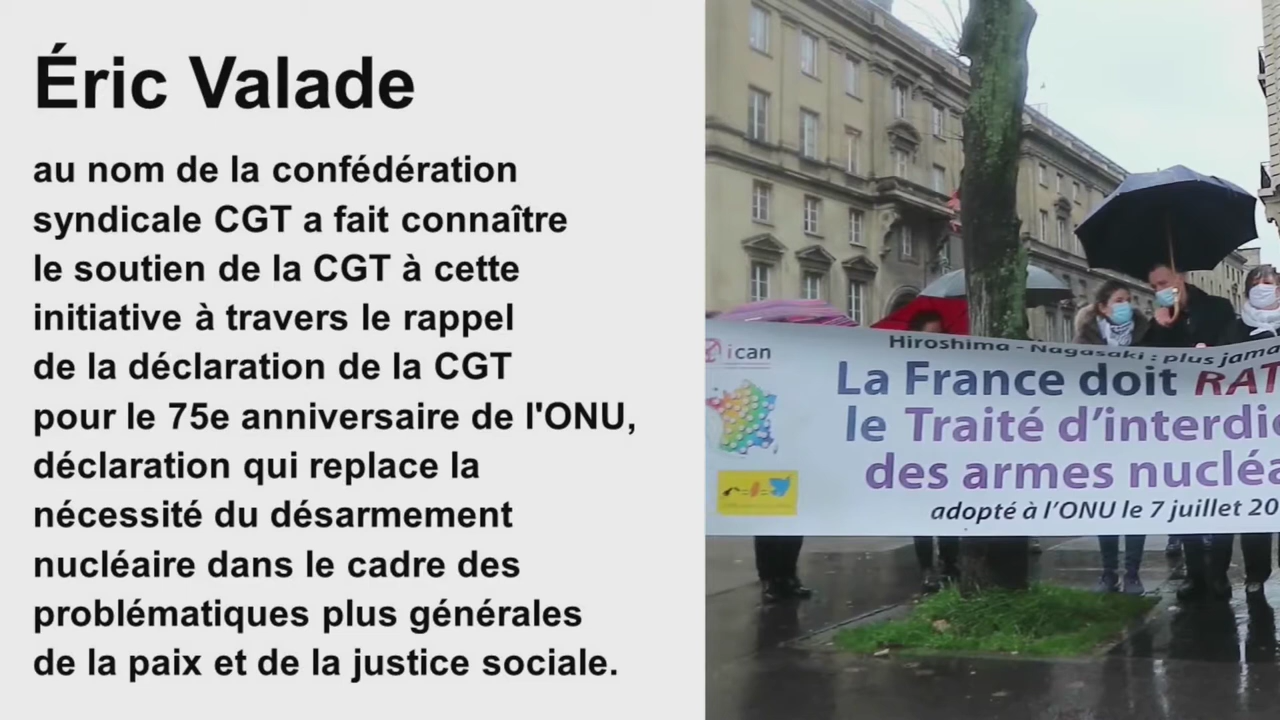 Éric Valade
au nom de la confédération
syndicale CGT a fait connaître
le soutien de la CGT à cette
initiative à travers le rappel
de la déclaration de la CGT
pour le 75e anniversaire de l'ONU,
déclaration qui replace la
nécessité du désarmement
nucléaire dans le cadre des
problématiques plus générales
de la paix et de la justice sociale.
ican
Hiroshima - Nagasaki : plus jama
La France doit RAT
le Traité d'interdic
des armes nucléa
adopté à l'ONU le 7 juillet 20